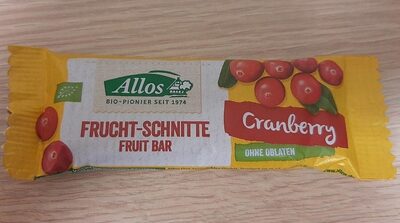 Allos
BIO-PIONIER SEIT 1974
FRUCHT-SCHNITTE
FRUIT BAR
Cranberry
OHNE OBLATEN